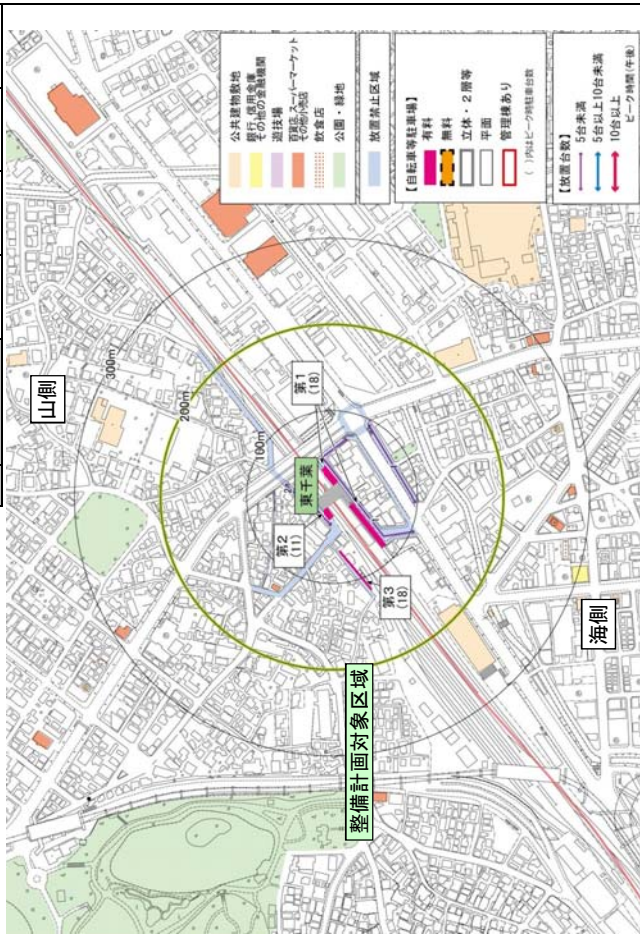 公共建物敷地
銀行、信用金庫
その他の金融機関
遊技場
百貨店、スーパーマーケット
その他小売店
飲食店
公園・緑地
放置禁止区域
【自転車等駐車場】
有料
無料
立体・2層等
平面
管理棟あり
( )内はピーク時駐車台数
【放置台数】
5台未満
5台以上10台未満
10台以上
ピーク時間(午後)
山側
300m
200m
100m
第1
(18)
東千葉
第2
(11)
第3
(18)
整備計画対象区域
海側